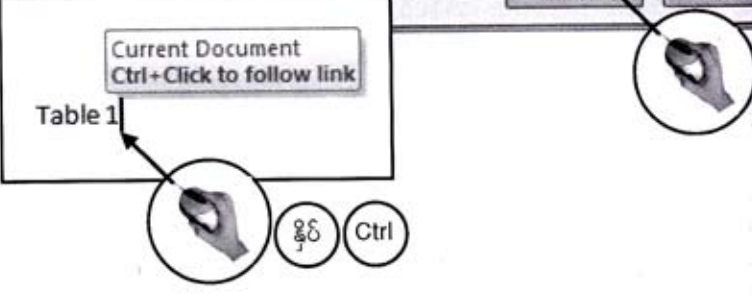 Current Document
Ctrl+Click to follow link
Table 1
နှိပ် Ctrl